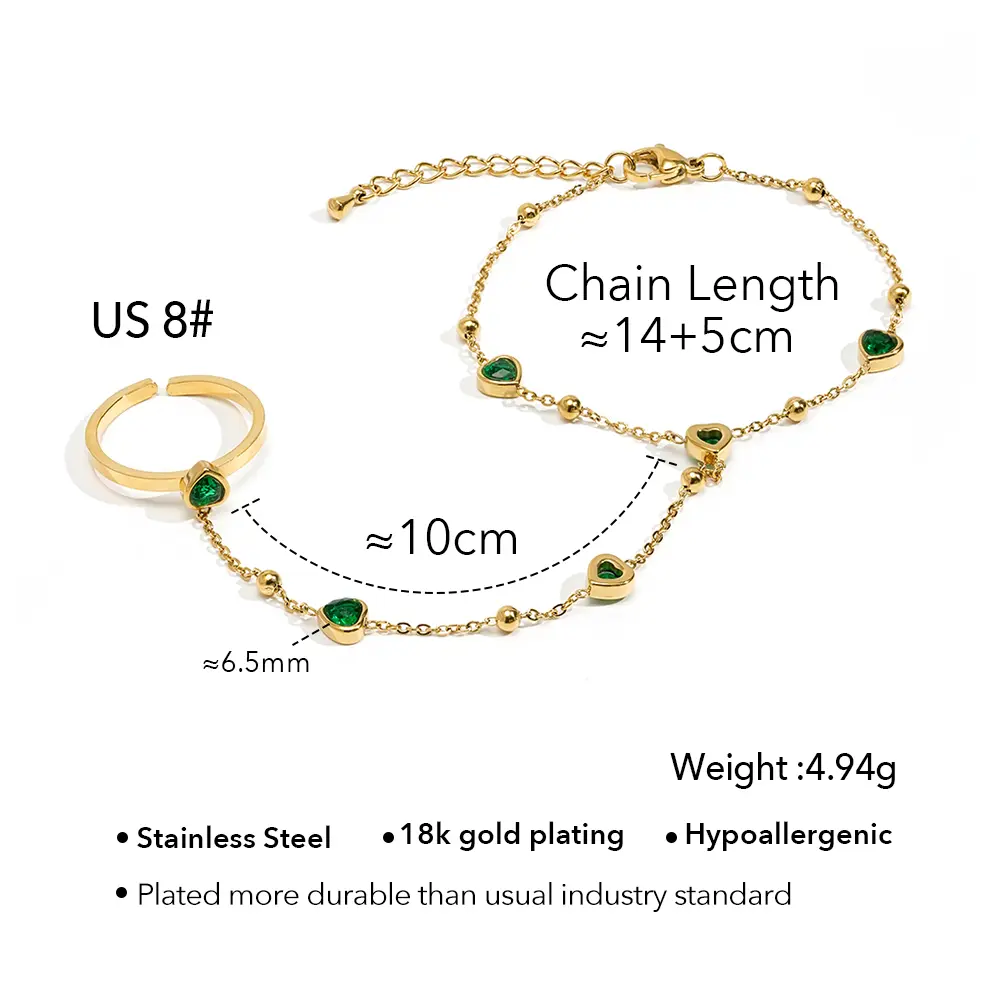 Chain Length
≈14+5cm
US 8#
≈10cm
≈6.5mm
Weight :4.94g
• Stainless Steel
• 18k gold plating
• Hypoallergenic
• Plated more durable than usual industry standard